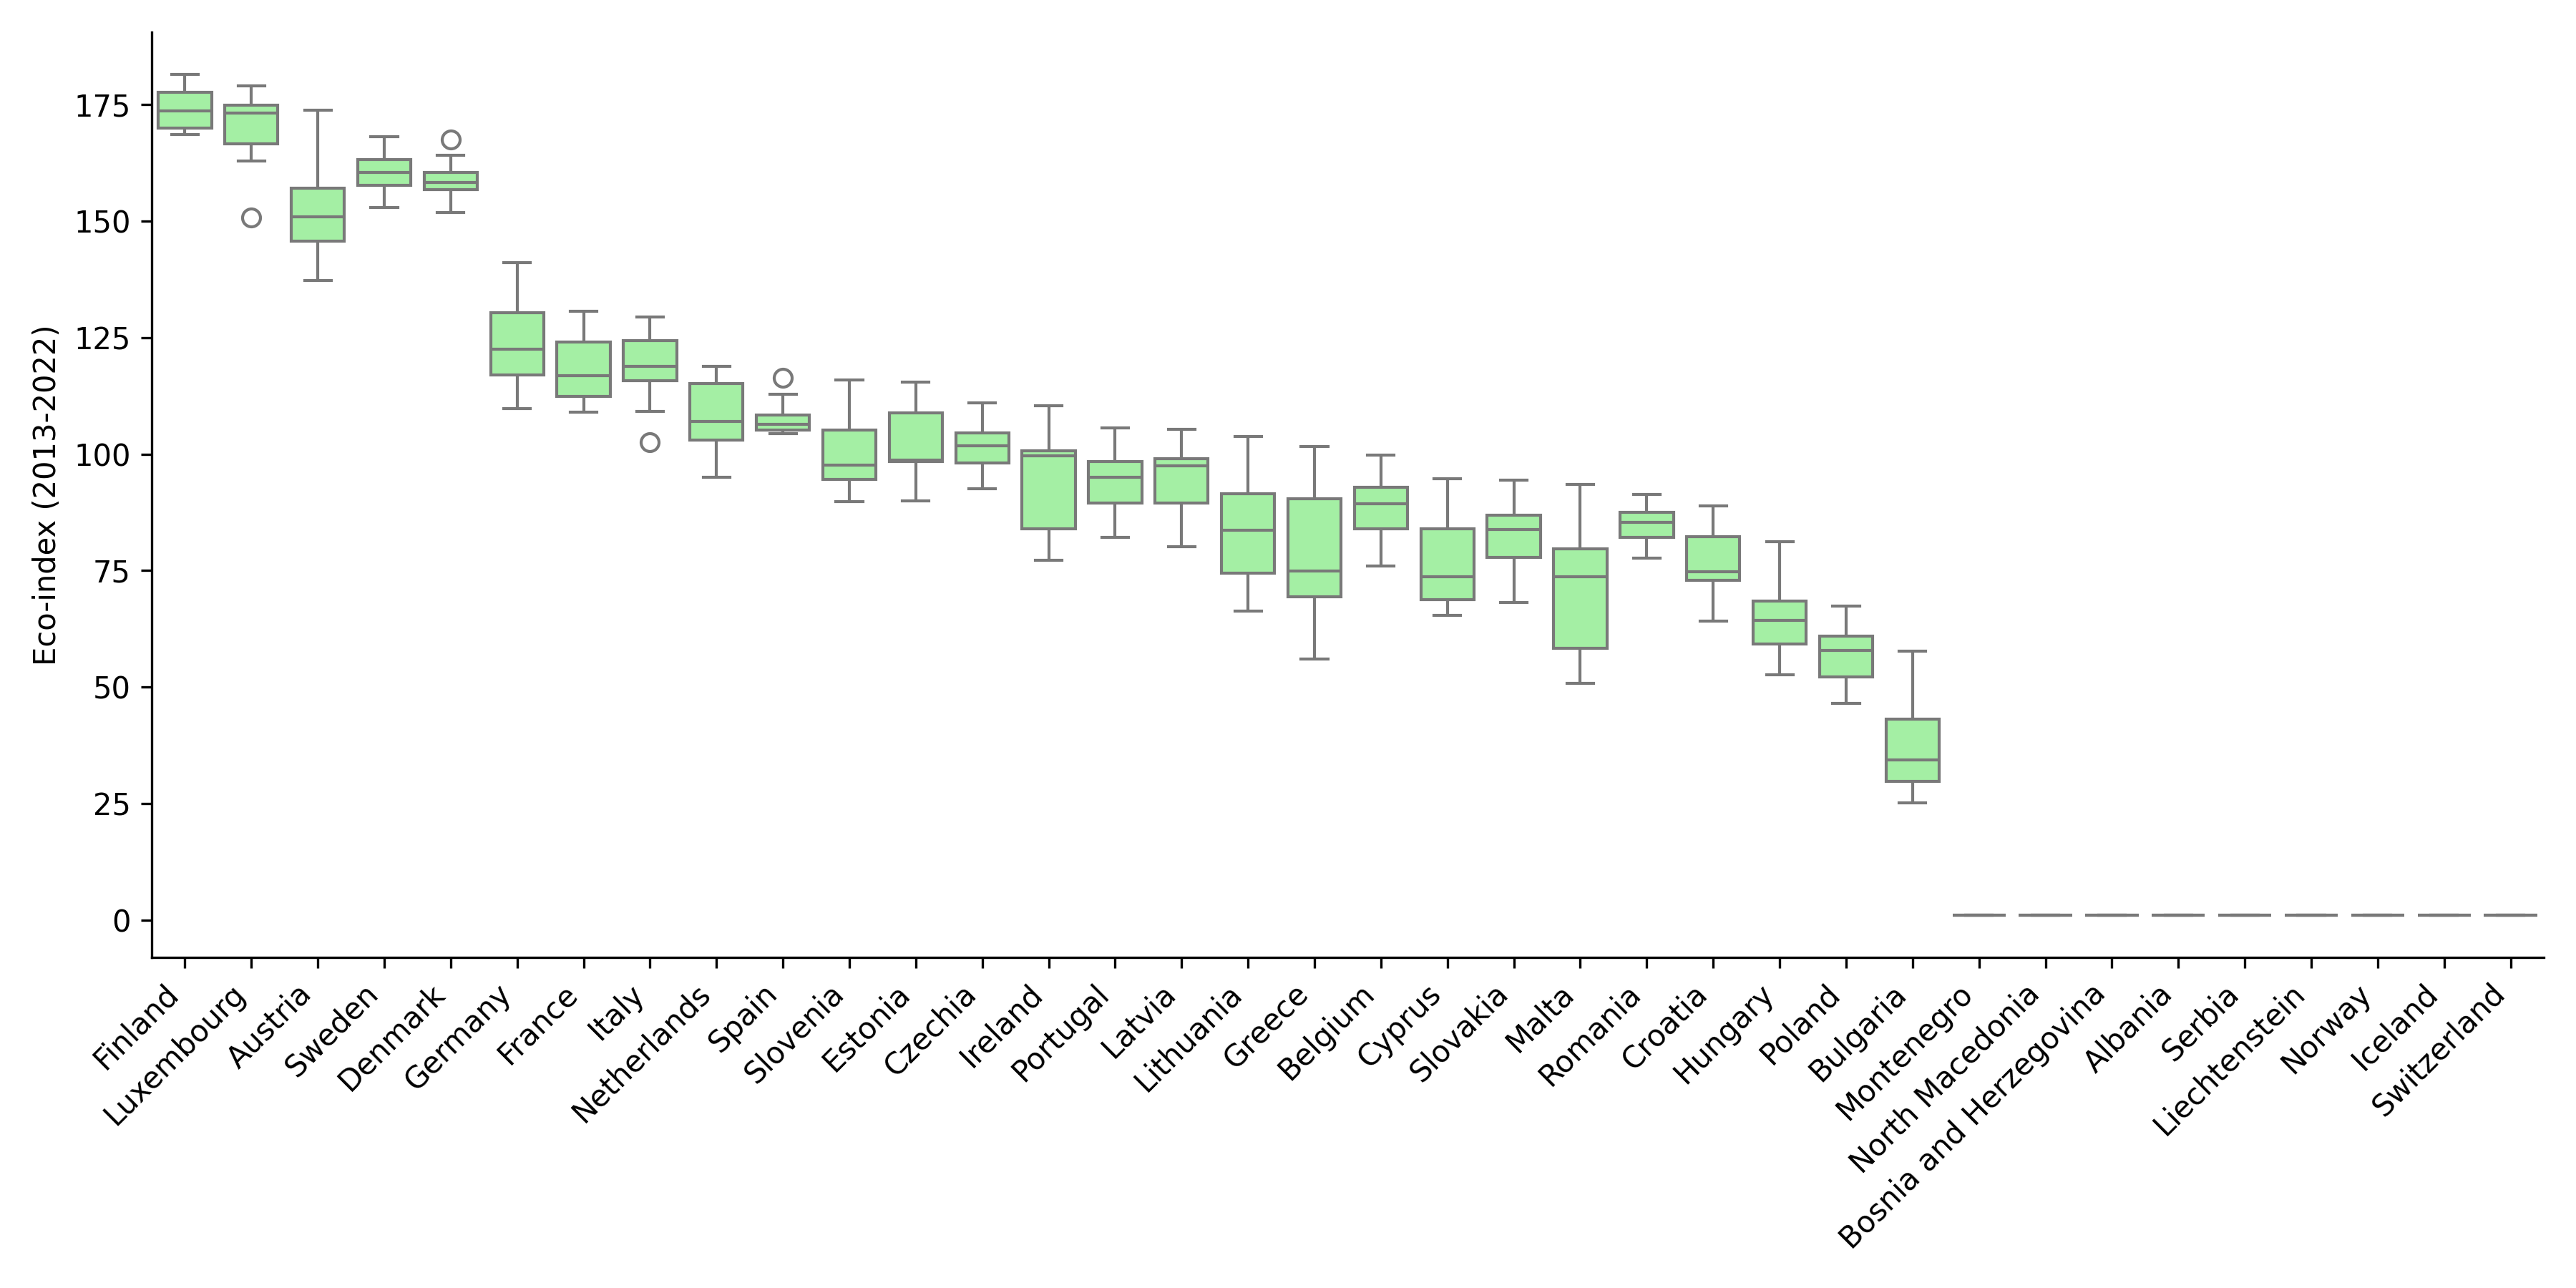 Eco-index (2013-2022)
175
150
125
100
75
50
25
0
Finland
Luxembourg
Austria
Sweden
Denmark
Germany
France
Italy
Netherlands
Spain
Slovenia
Estonia
Czechia
Ireland
Portugal
Latvia
Lithuania
Greece
Belgium
Cyprus
Slovakia
Malta
Romania
Croatia
Hungary
Poland
Bulgaria
Montenegro
North Macedonia
Bosnia and Herzegovina
Albania
Serbia
Liechtenstein
Norway
Iceland
Switzerland